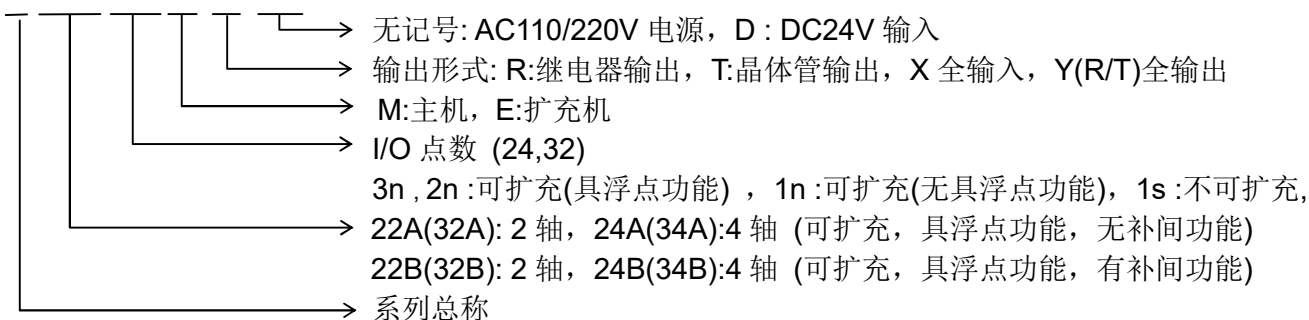 无记号: AC110/220V 电源，D : DC24V 输入
输出形式: R:继电器输出，T:晶体管输出，X 全输入，Y(R/T)全输出
M:主机，E:扩充机
I/O 点数 (24,32)
3n , 2n :可扩充(具浮点功能) ，1n :可扩充(无具浮点功能)，1s :不可扩充,
22A(32A): 2 轴，24A(34A):4 轴 (可扩充，具浮点功能，无补间功能)
22B(32B): 2 轴，24B(34B):4 轴 (可扩充，具浮点功能，有补间功能)
系列总称